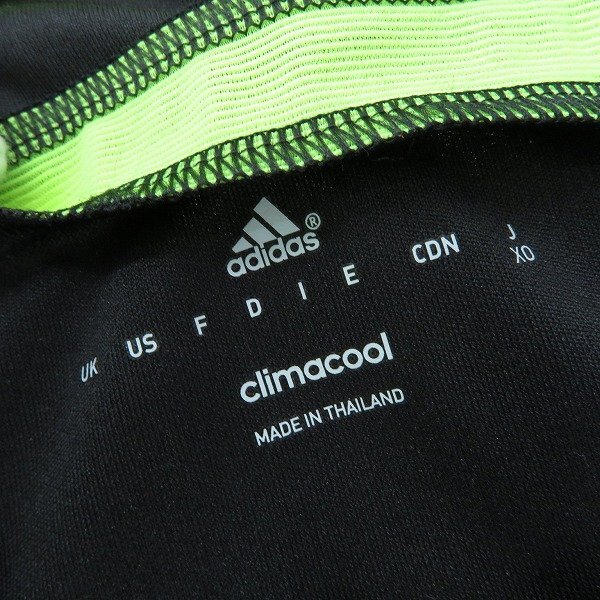 adidas®
UK US F D I E CDN J
XO
climacool
MADE IN THAILAND